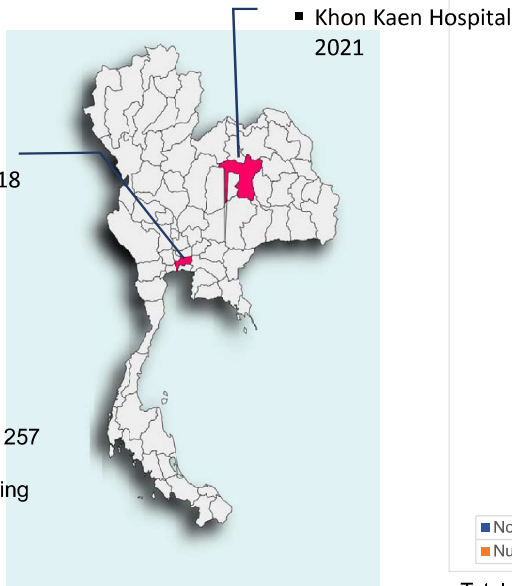 ▪ Khon Kaen Hospital
2021
18
257
ing
No
Nu